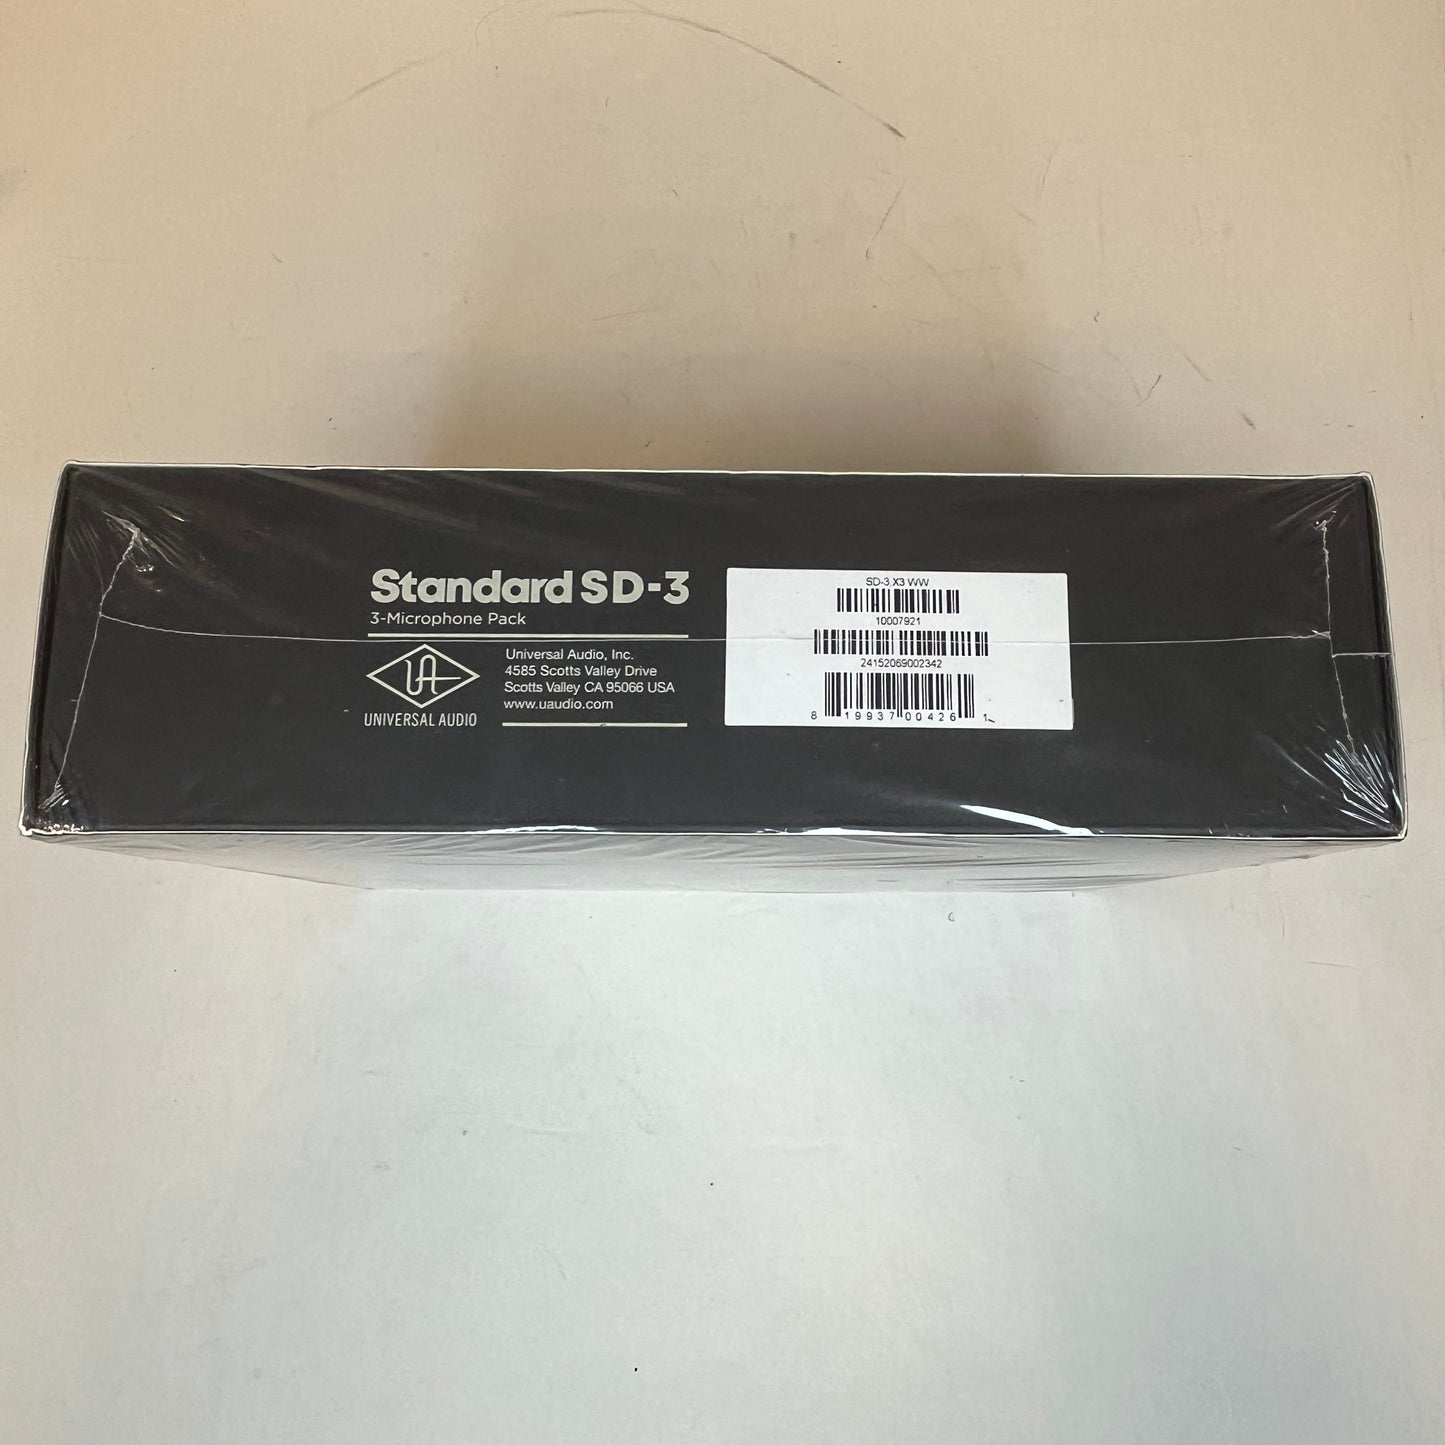 Standard SD-3
3-Microphone Pack
UA
UNIVERSAL AUDIO
Universal Audio, Inc.
4585 Scotts Valley Drive
Scotts Valley CA 95066 USA
www.uaudio.com
SD-3 X3 WW
10007921
24152069002342
8 19937 00426 1